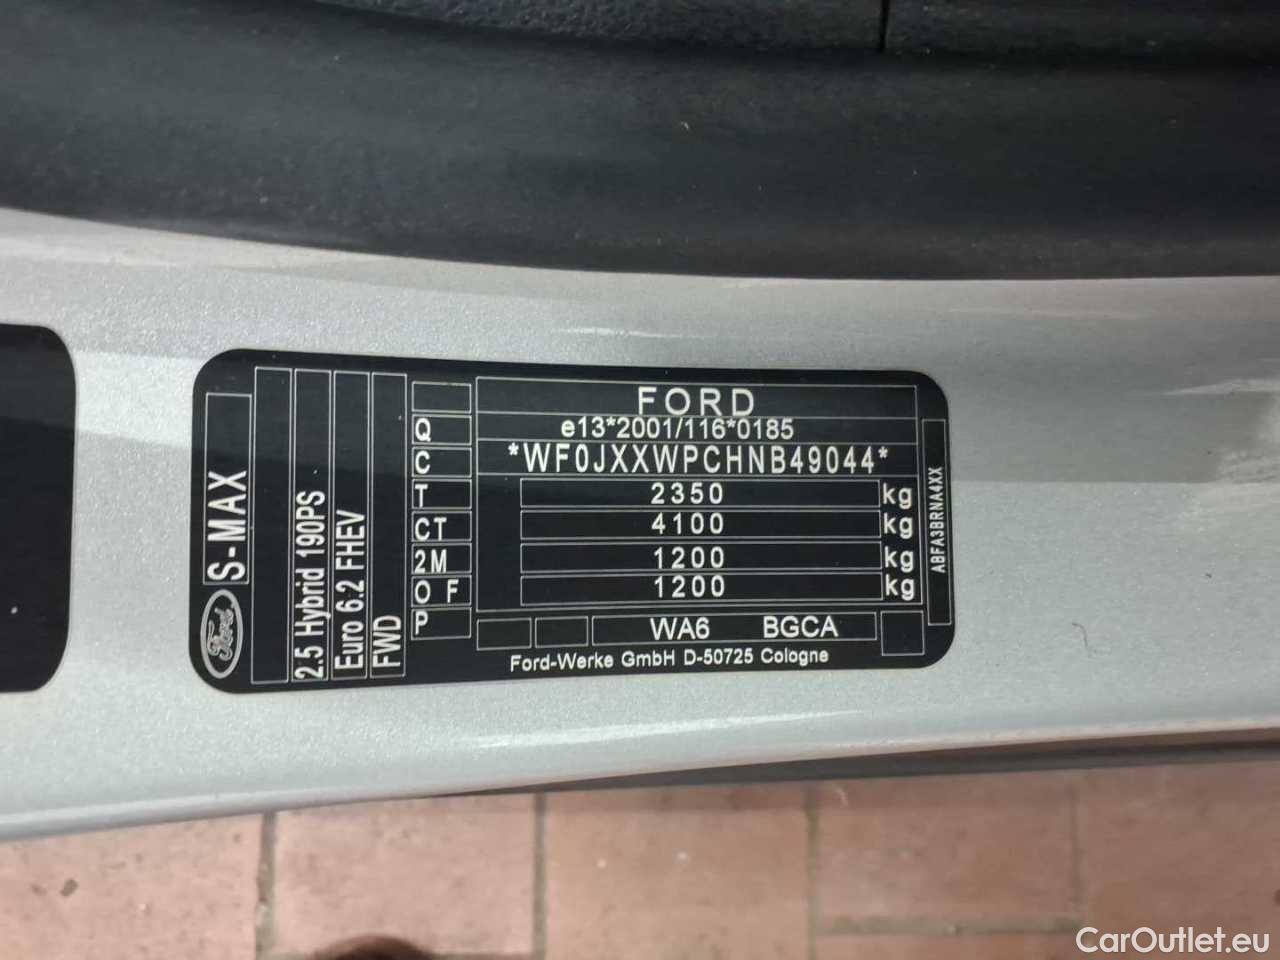 FORD
e13*2001/116*0185
*WF0JXXWPCHNB49044*
2350 kg
4100 kg
1200 kg
1200 kg
WA6 BGCA
Ford-Werke GmbH D-50725 Cologne
Q
C
T
CT
2M
O F
P
Ford
S-MAX
2.5 Hybrid 190PS
Euro 6.2 FHEV
FWD
ABFA3BRNA4XX
CarOutlet.eu